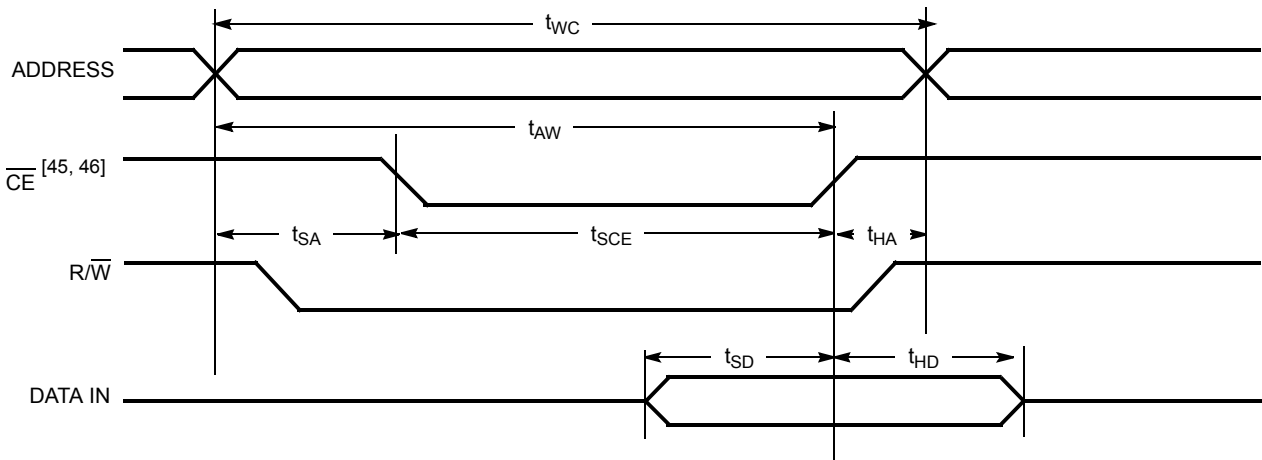 tWC
ADDRESS
tAW
CE [45, 46]
tSA
tSCE
tHA
R/W
tSD
tHD
DATA IN